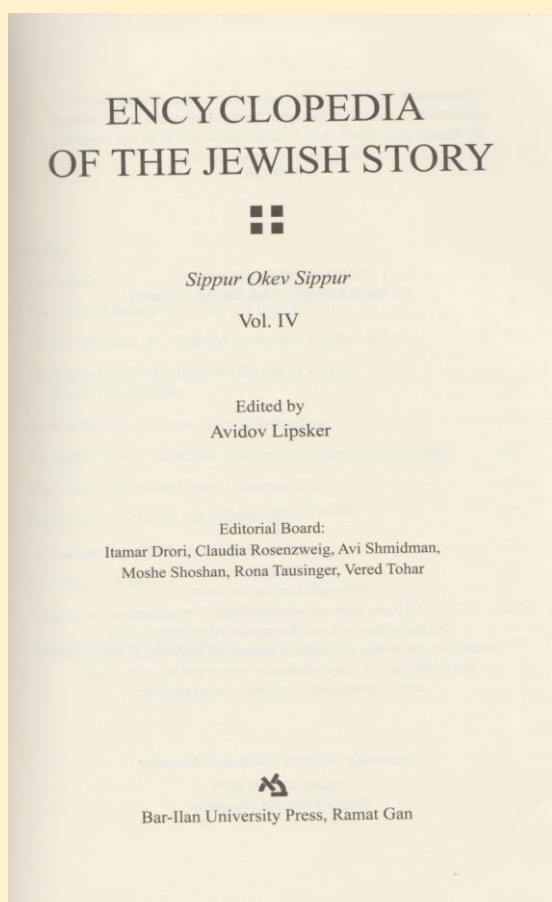 ENCYCLOPEDIA
OF THE JEWISH STORY
Sippur Okev Sippur
Vol. IV
Edited by
Avidov Lipsker
Editorial Board:
Itamar Drori, Claudia Rosenzweig, Avi Shmidman,
Moshe Shoshan, Rona Tausinger, Vered Tohar
Bar-Ilan University Press, Ramat Gan